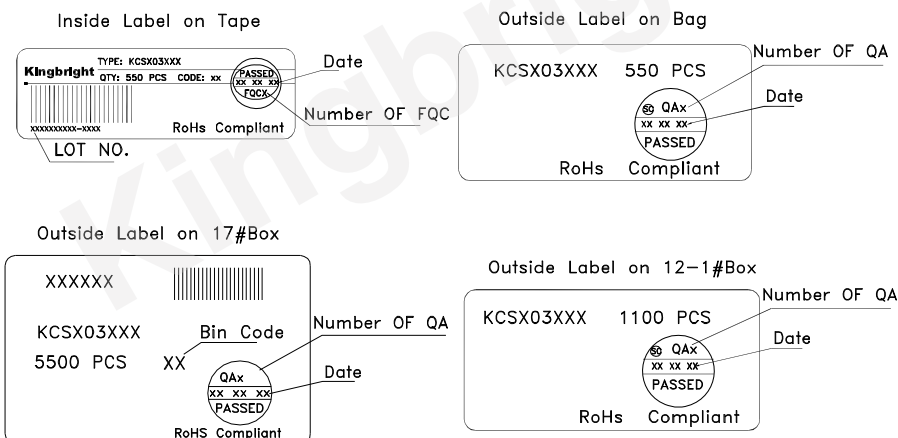 Inside Label on Tape
Kingbright
TYPE: KCSX03XXX
QTY: 550 PCS CODE: xx
PASSED
xx xx xx
FQCX
Date
Number OF FQC
xxxxxxxxxx-xxxx
RoHs Compliant
LOT NO.
Outside Label on Bag
KCSX03XXX 550 PCS
Number OF QA
SC QAx
Date
xx xx xx
PASSED
RoHs Compliant
Outside Label on 17#Box
XXXXXX
KCSX03XXX Bin Code
5500 PCS XX
Number OF QA
QAx
Date
xx xx xx
PASSED
RoHS Compliant
Outside Label on 12-1#Box
KCSX03XXX 1100 PCS
Number OF QA
SC QAx
Date
xx xx xx
PASSED
RoHs Compliant
Kingbright